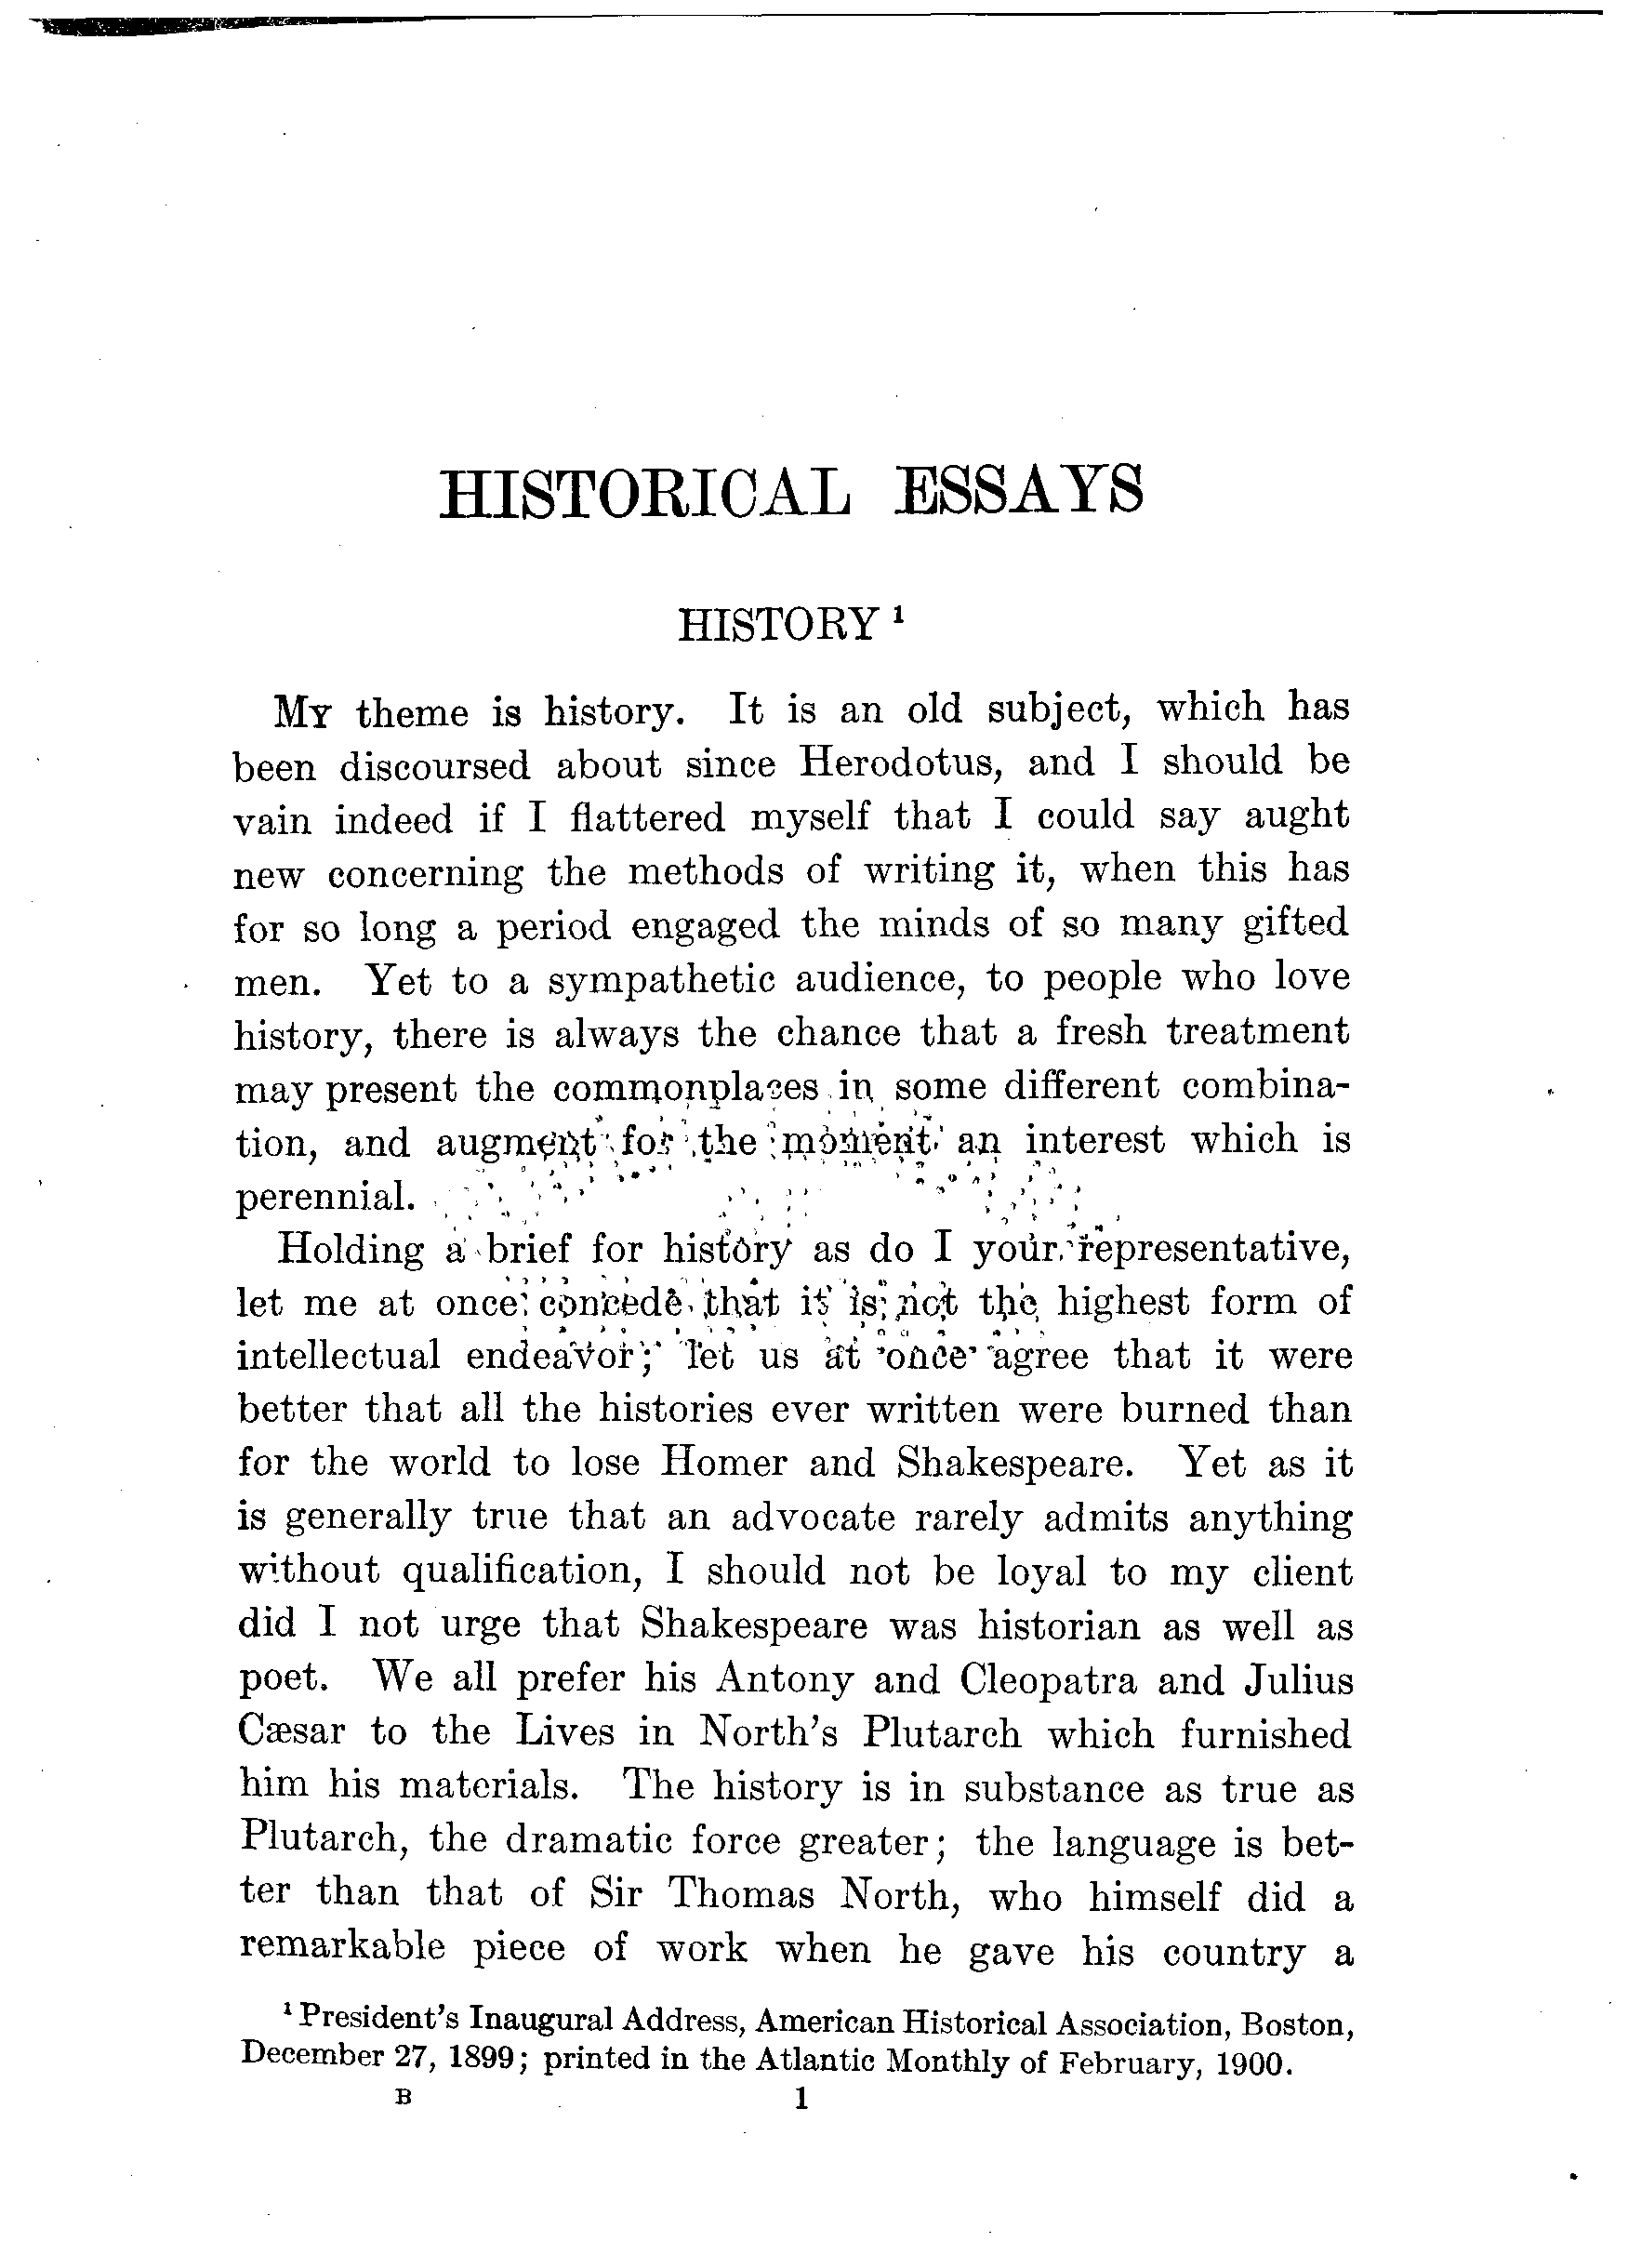 HISTORICAL ESSAYS
HISTORY ¹
My theme is history. It is an old subject, which has
been discoursed about since Herodotus, and I should be
vain indeed if I flattered myself that I could say aught
new concerning the methods of writing it, when this has
for so long a period engaged the minds of so many gifted
men. Yet to a sympathetic audience, to people who love
history, there is always the chance that a fresh treatment
may present the commonplaces in some different combina-
tion, and augment for the moment an interest which is
perennial.
Holding a brief for history as do I your representative,
let me at once concede that it is not the highest form of
intellectual endeavor; let us at once agree that it were
better that all the histories ever written were burned than
for the world to lose Homer and Shakespeare. Yet as it
is generally true that an advocate rarely admits anything
without qualification, I should not be loyal to my client
did I not urge that Shakespeare was historian as well as
poet. We all prefer his Antony and Cleopatra and Julius
Cæsar to the Lives in North's Plutarch which furnished
him his materials. The history is in substance as true as
Plutarch, the dramatic force greater; the language is bet-
ter than that of Sir Thomas North, who himself did a
remarkable piece of work when he gave his country a
¹ President's Inaugural Address, American Historical Association, Boston,
December 27, 1899; printed in the Atlantic Monthly of February, 1900.
B 1